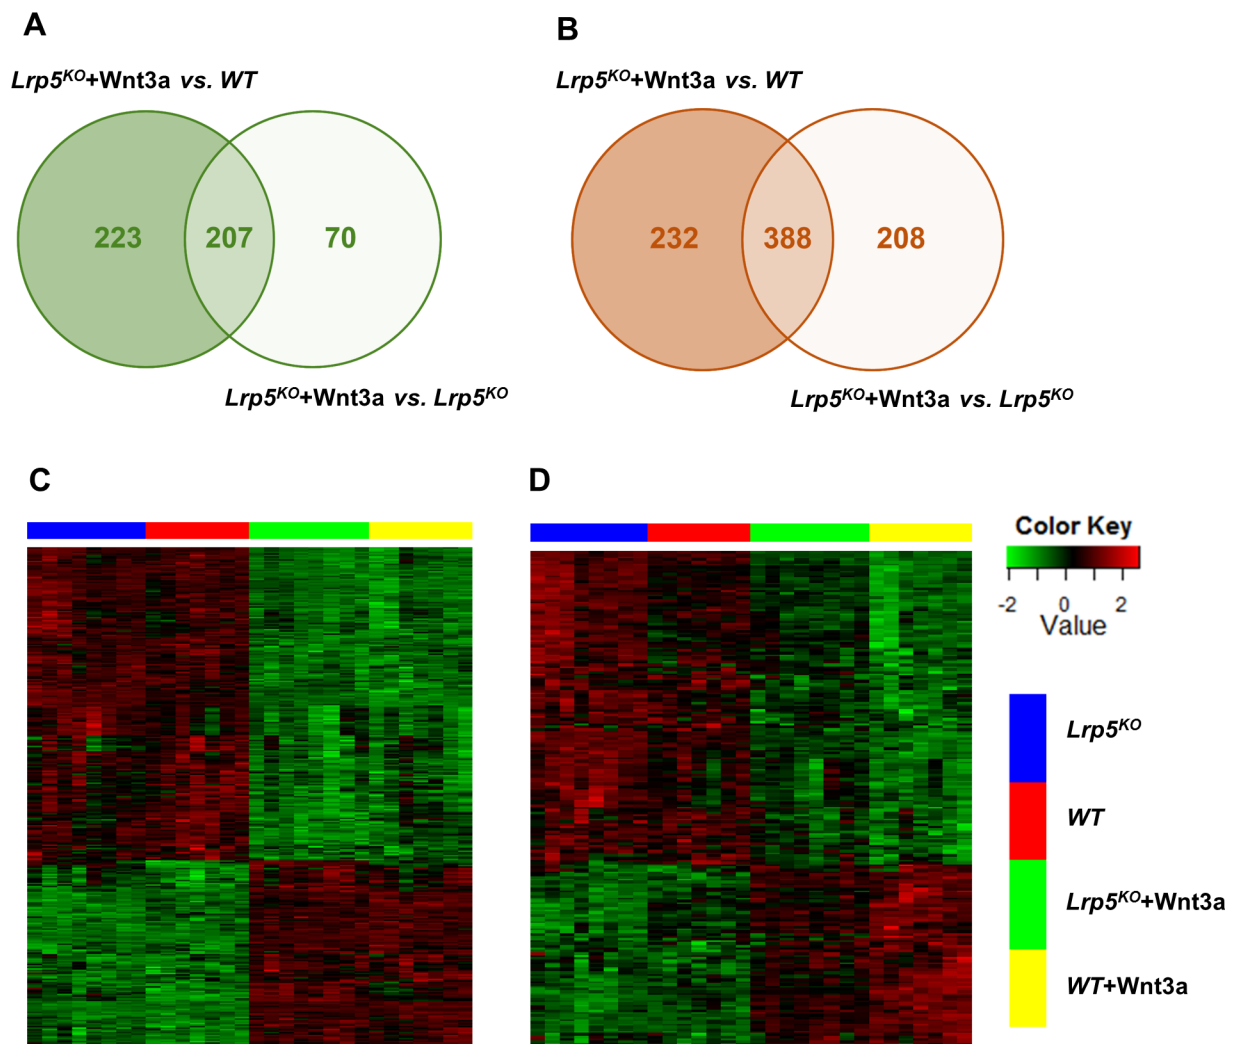 A
B
Lrp5KO+Wnt3a vs. WT
Lrp5KO+Wnt3a vs. WT
223 207 70
232 388 208
Lrp5KO+Wnt3a vs. Lrp5KO
Lrp5KO+Wnt3a vs. Lrp5KO
C
D
Color Key
-2 0 2
Value
Lrp5KO
WT
Lrp5KO+Wnt3a
WT+Wnt3a